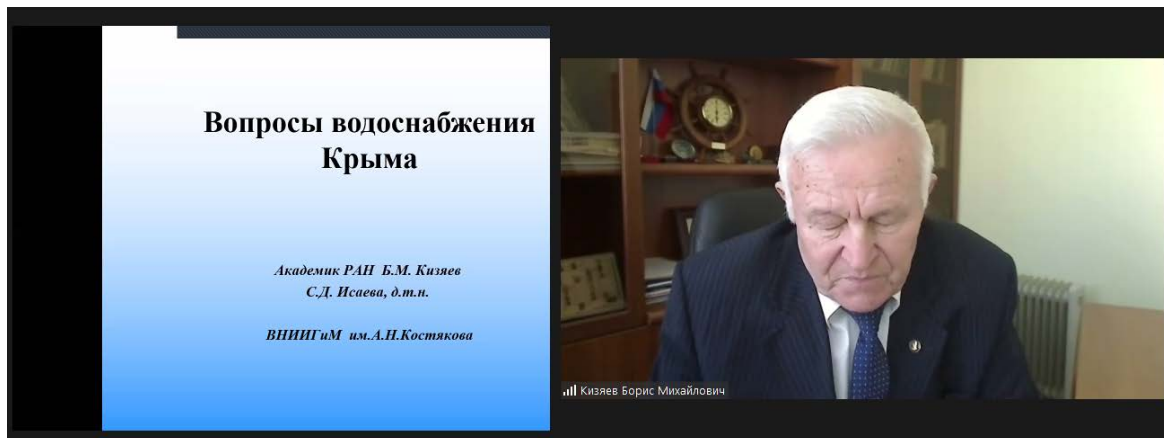 Вопросы водоснабжения
Крыма
Академик РАН Б.М. Кизяев
С.Д. Исаева, д.т.н.
ВНИИГиМ им.А.Н.Костякова
Кизяев Борис Михайлович